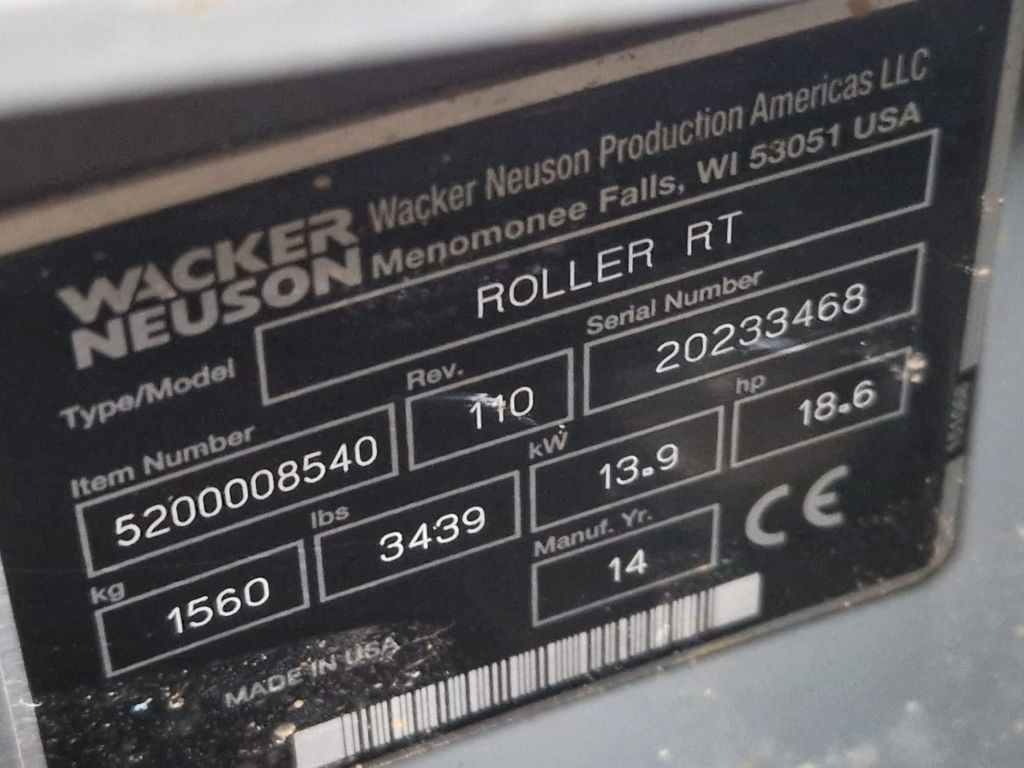 WACKER
NEUSON
Wacker Neuson Production Americas LLC
Menomonee Falls, WI 53051 USA
Type/Model
ROLLER RT
Item Number
5200008540
Rev.
110
Serial Number
20233468
kg
1560
lbs
3439
kW
13.9
hp
18.6
Manuf. Yr.
14
CE
MADE IN USA